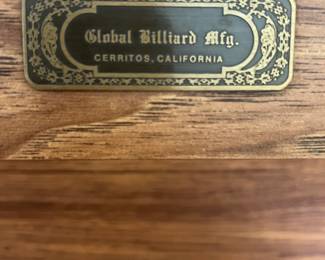 Global Billiard Mfg.
CERRITOS, CALIFORNIA